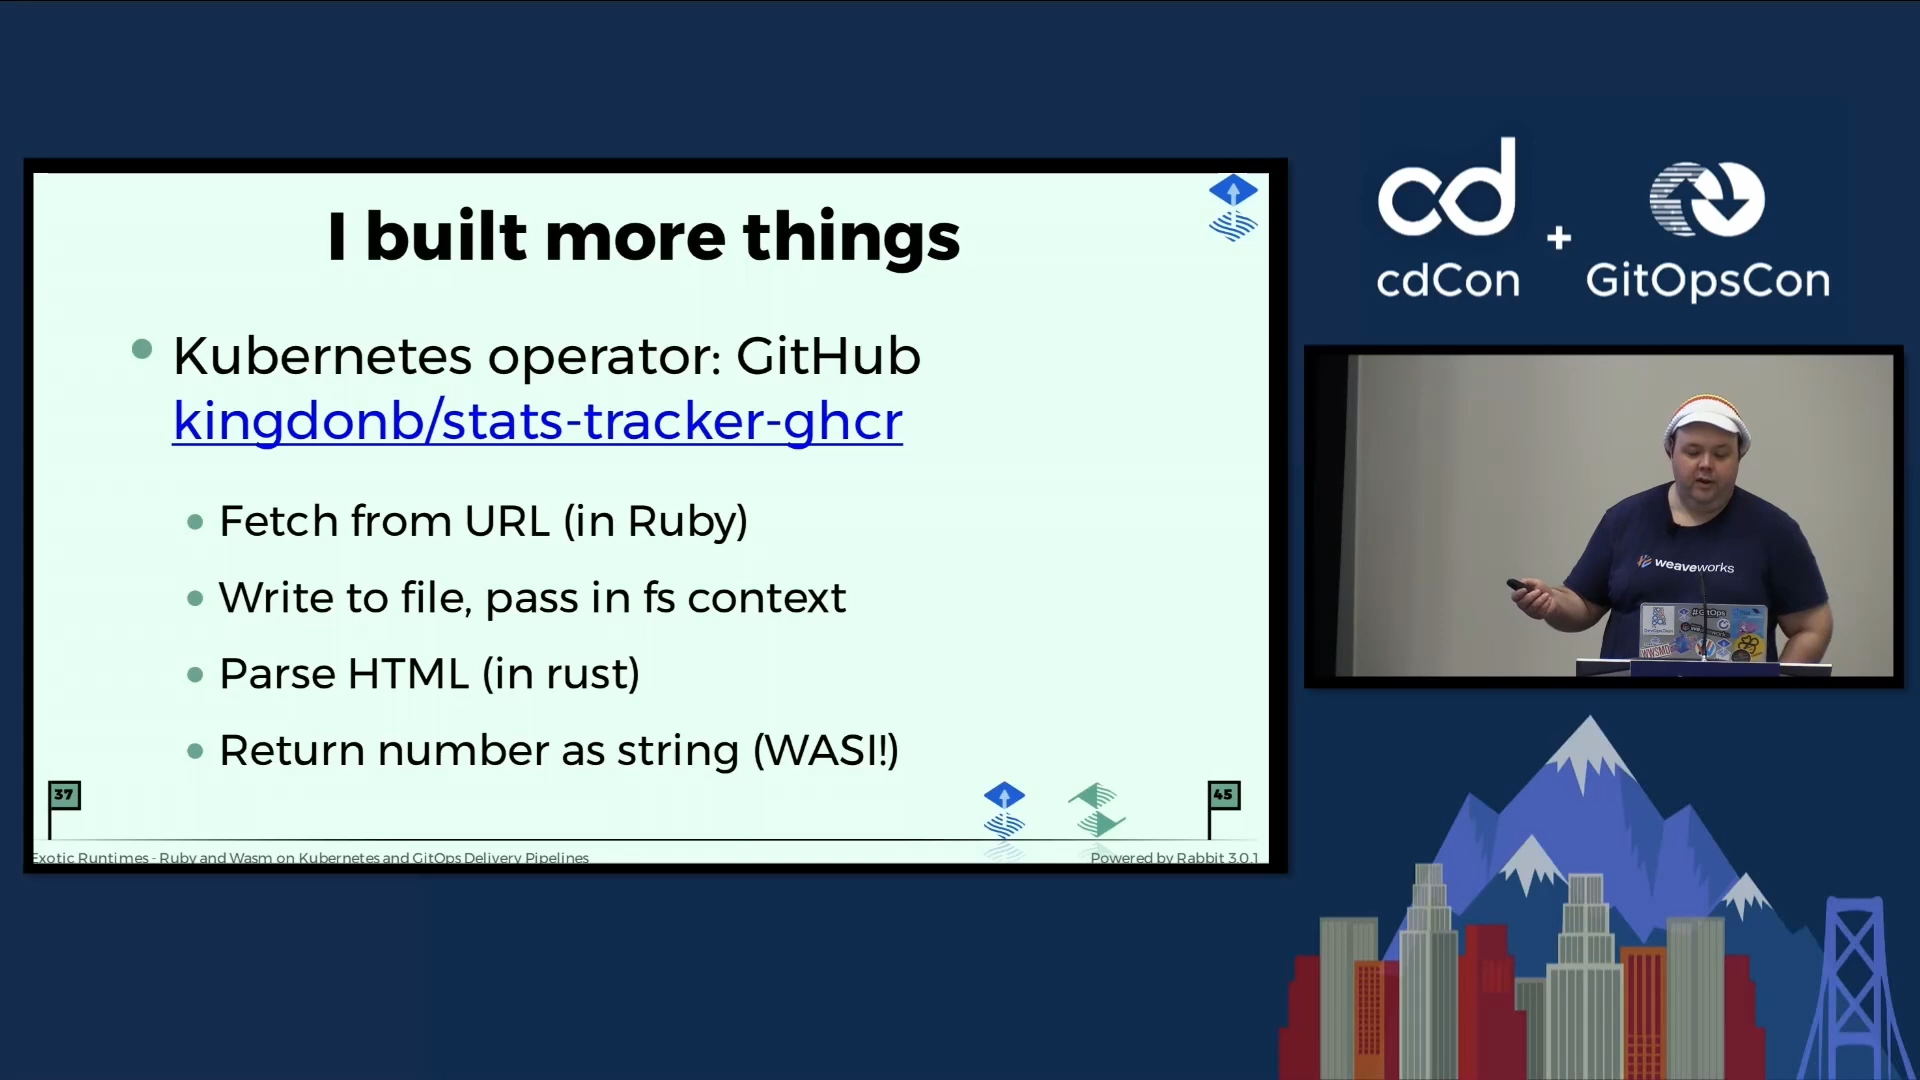 I built more things
Kubernetes operator: GitHub
kingdonb/stats-tracker-ghcr
Fetch from URL (in Ruby)
Write to file, pass in fs context
Parse HTML (in rust)
Return number as string (WASI!)
37
45
Exotic Runtimes - Ruby and Wasm on Kubernetes and GitOps Delivery Pipelines
Powered by Rabbit 3.0.1
cd + 
cdCon
GitOpsCon
weaveworks
#GitOps